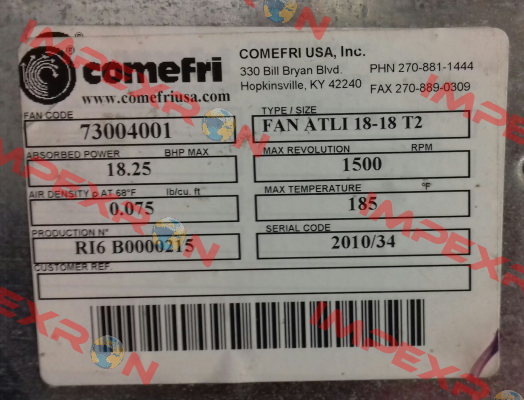 comefri
www.comefriusa.com
COMEFRI USA, Inc.
330 Bill Bryan Blvd. PHN 270-881-1444
Hopkinsville, KY 42240 FAX 270-889-0309
FAN CODE TYPE / SIZE
73004001 FAN ATLI 18-18 T2
ABSORBED POWER BHP MAX MAX REVOLUTION RPM
18.25 1500
AIR DENSITY ρ AT 68°F lb/cu. ft MAX TEMPERATURE °F
0.075 185
PRODUCTION N° SERIAL CODE
RI6 B0000215 2010/34
CUSTOMER REF.
IMPEXRON
IMPEXRON
IMPEXRON
IMPEXRON